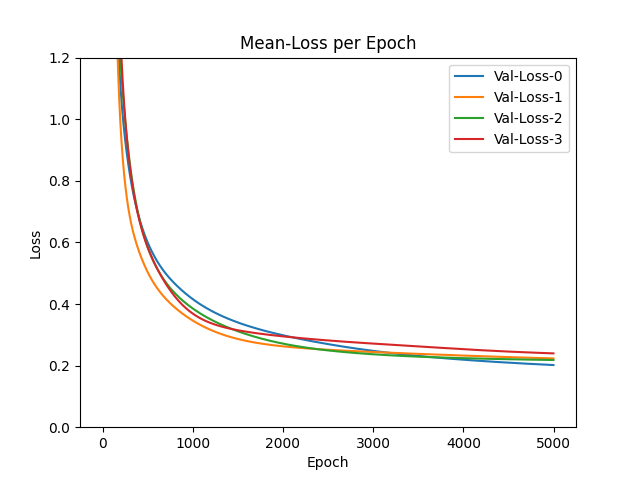 Mean-Loss per Epoch
1.2
1.0
0.8
0.6
0.4
0.2
0.0
Loss
Val-Loss-0
Val-Loss-1
Val-Loss-2
Val-Loss-3
0 1000 2000 3000 4000 5000
Epoch